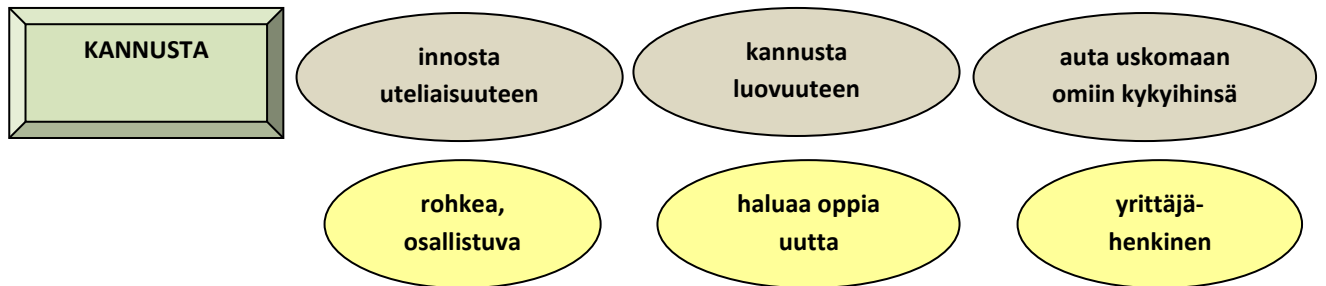 KANNUSTA
innosta
uteliaisuuteen
kannusta
luovuuteen
auta uskomaan
omiin kykyihinsä
rohkea,
osallistuva
haluaa oppia
uutta
yrittäjä-
henkinen